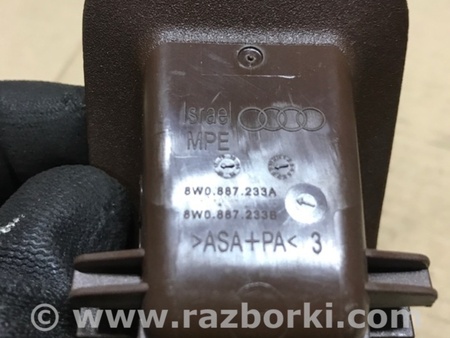 Israel
MPE
8W0.887.233A
8W0.887.233B
>ASA+PA< 3
© www.razborki.com